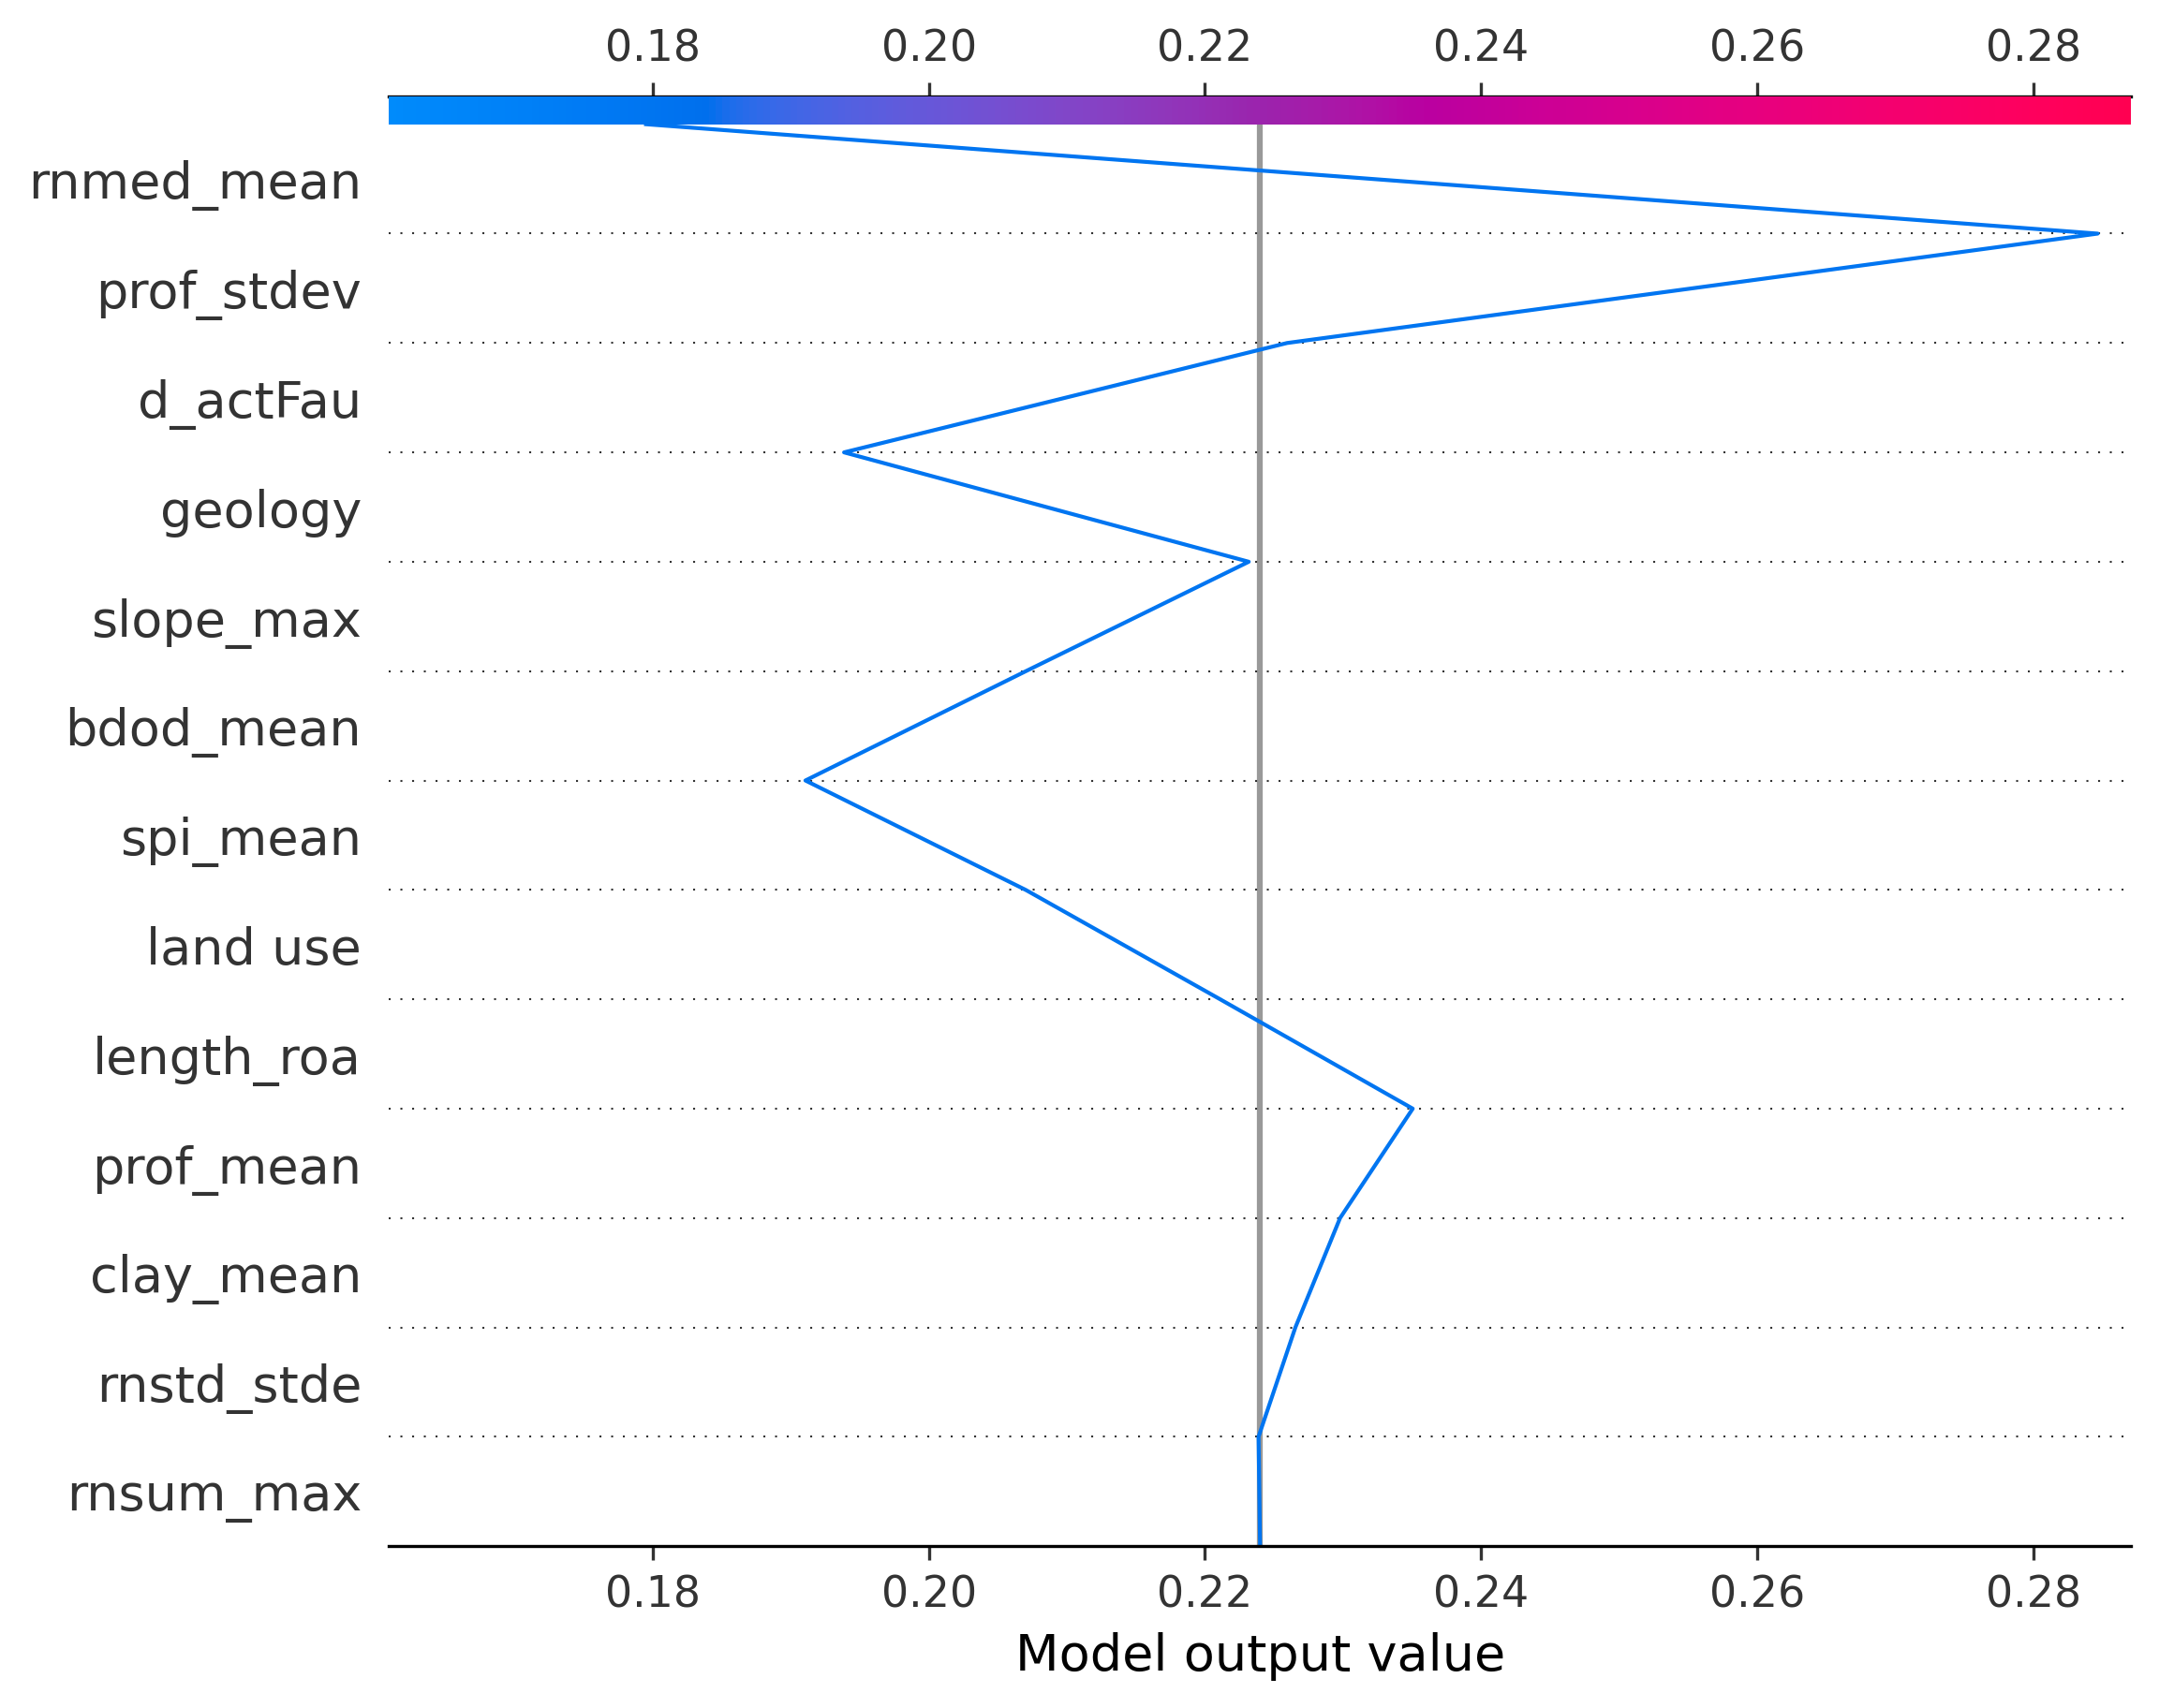 0.18 0.20 0.22 0.24 0.26 0.28
rnmed_mean
prof_stdev
d_actFau
geology
slope_max
bdod_mean
spi_mean
land use
length_roa
prof_mean
clay_mean
rnstd_stde
rnsum_max
0.18 0.20 0.22 0.24 0.26 0.28
Model output value